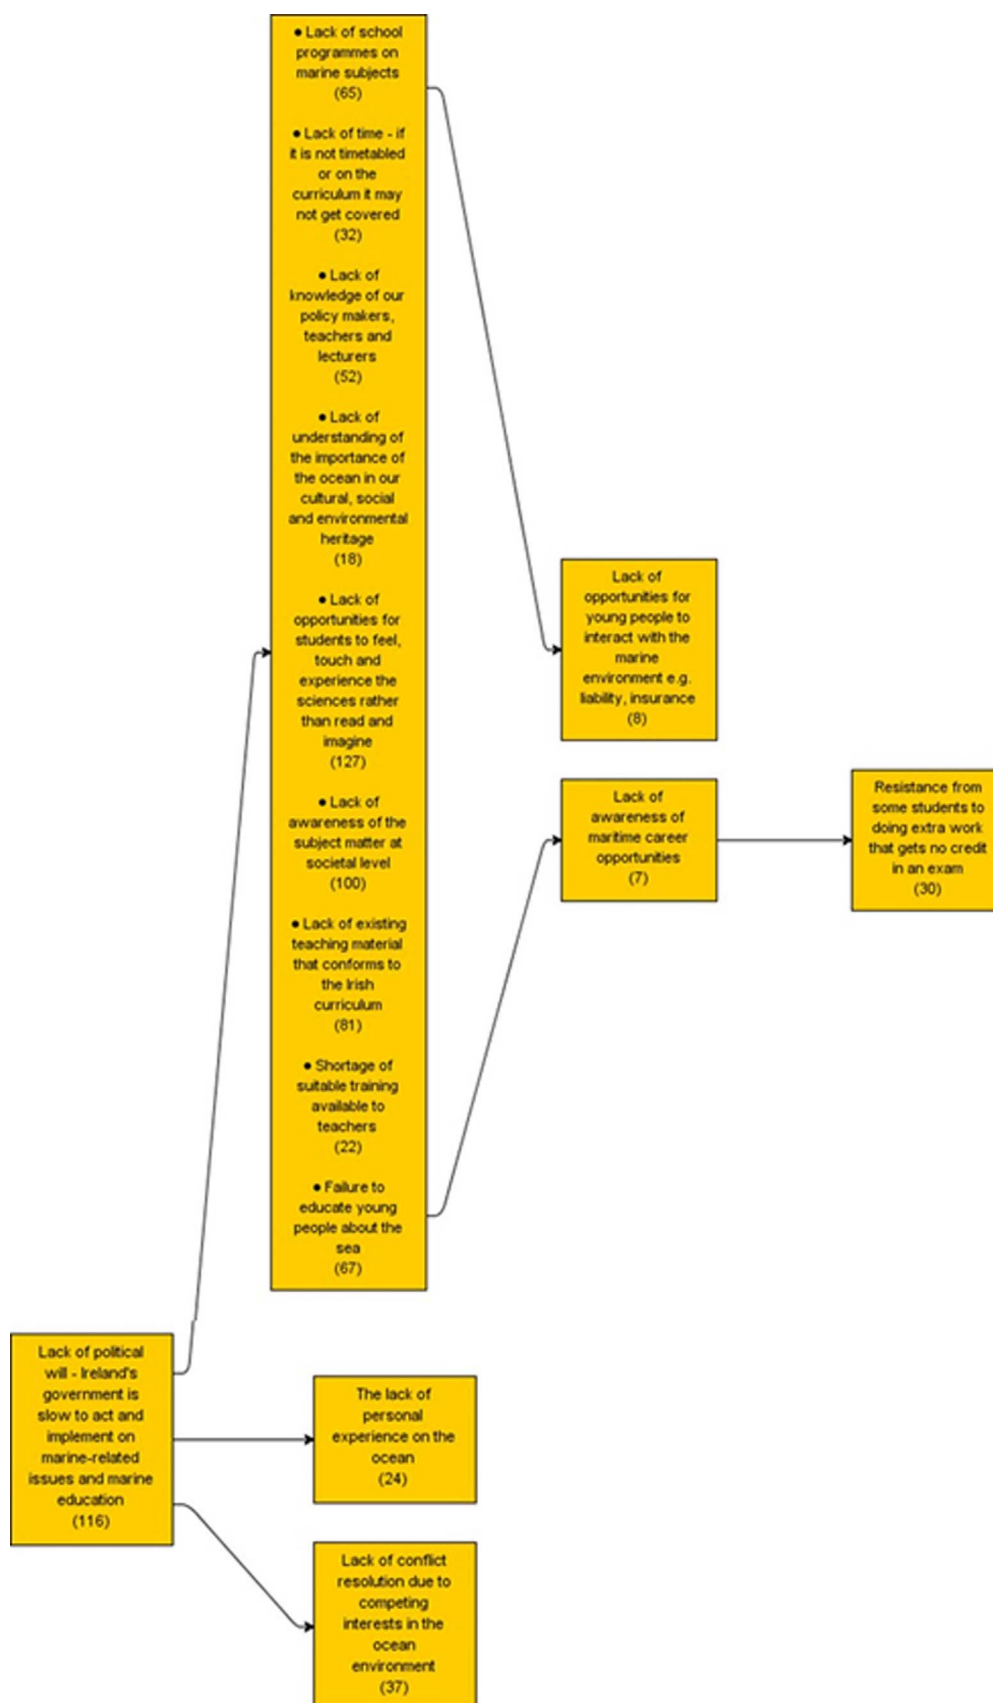 ● Lack of school
programmes on
marine subjects
(65)
● Lack of time - if
it is not timetabled
or on the
curriculum it may
not get covered
(32)
● Lack of
knowledge of our
policy makers,
teachers and
lecturers
(52)
● Lack of
understanding of
the importance of
the ocean in our
cultural, social
and environmental
heritage
(18)
● Lack of
opportunities for
students to feel,
touch and
experience the
sciences rather
than read and
imagine
(127)
● Lack of
awareness of the
subject matter at
societal level
(100)
● Lack of existing
teaching material
that conforms to
the Irish
curriculum
(81)
● Shortage of
suitable training
available to
teachers
(22)
● Failure to
educate young
people about the
sea
(67)
Lack of
opportunities for
young people to
interact with the
marine
environment e.g.
liability, insurance
(8)
Lack of
awareness of
maritime career
opportunities
(7)
Resistance from
some students to
doing extra work
that gets no credit
in an exam
(30)
Lack of political
will - Ireland's
government is
slow to act and
implement on
marine-related
issues and marine
education
(116)
The lack of
personal
experience on the
ocean
(24)
Lack of conflict
resolution due to
competing
interests in the
ocean
environment
(37)